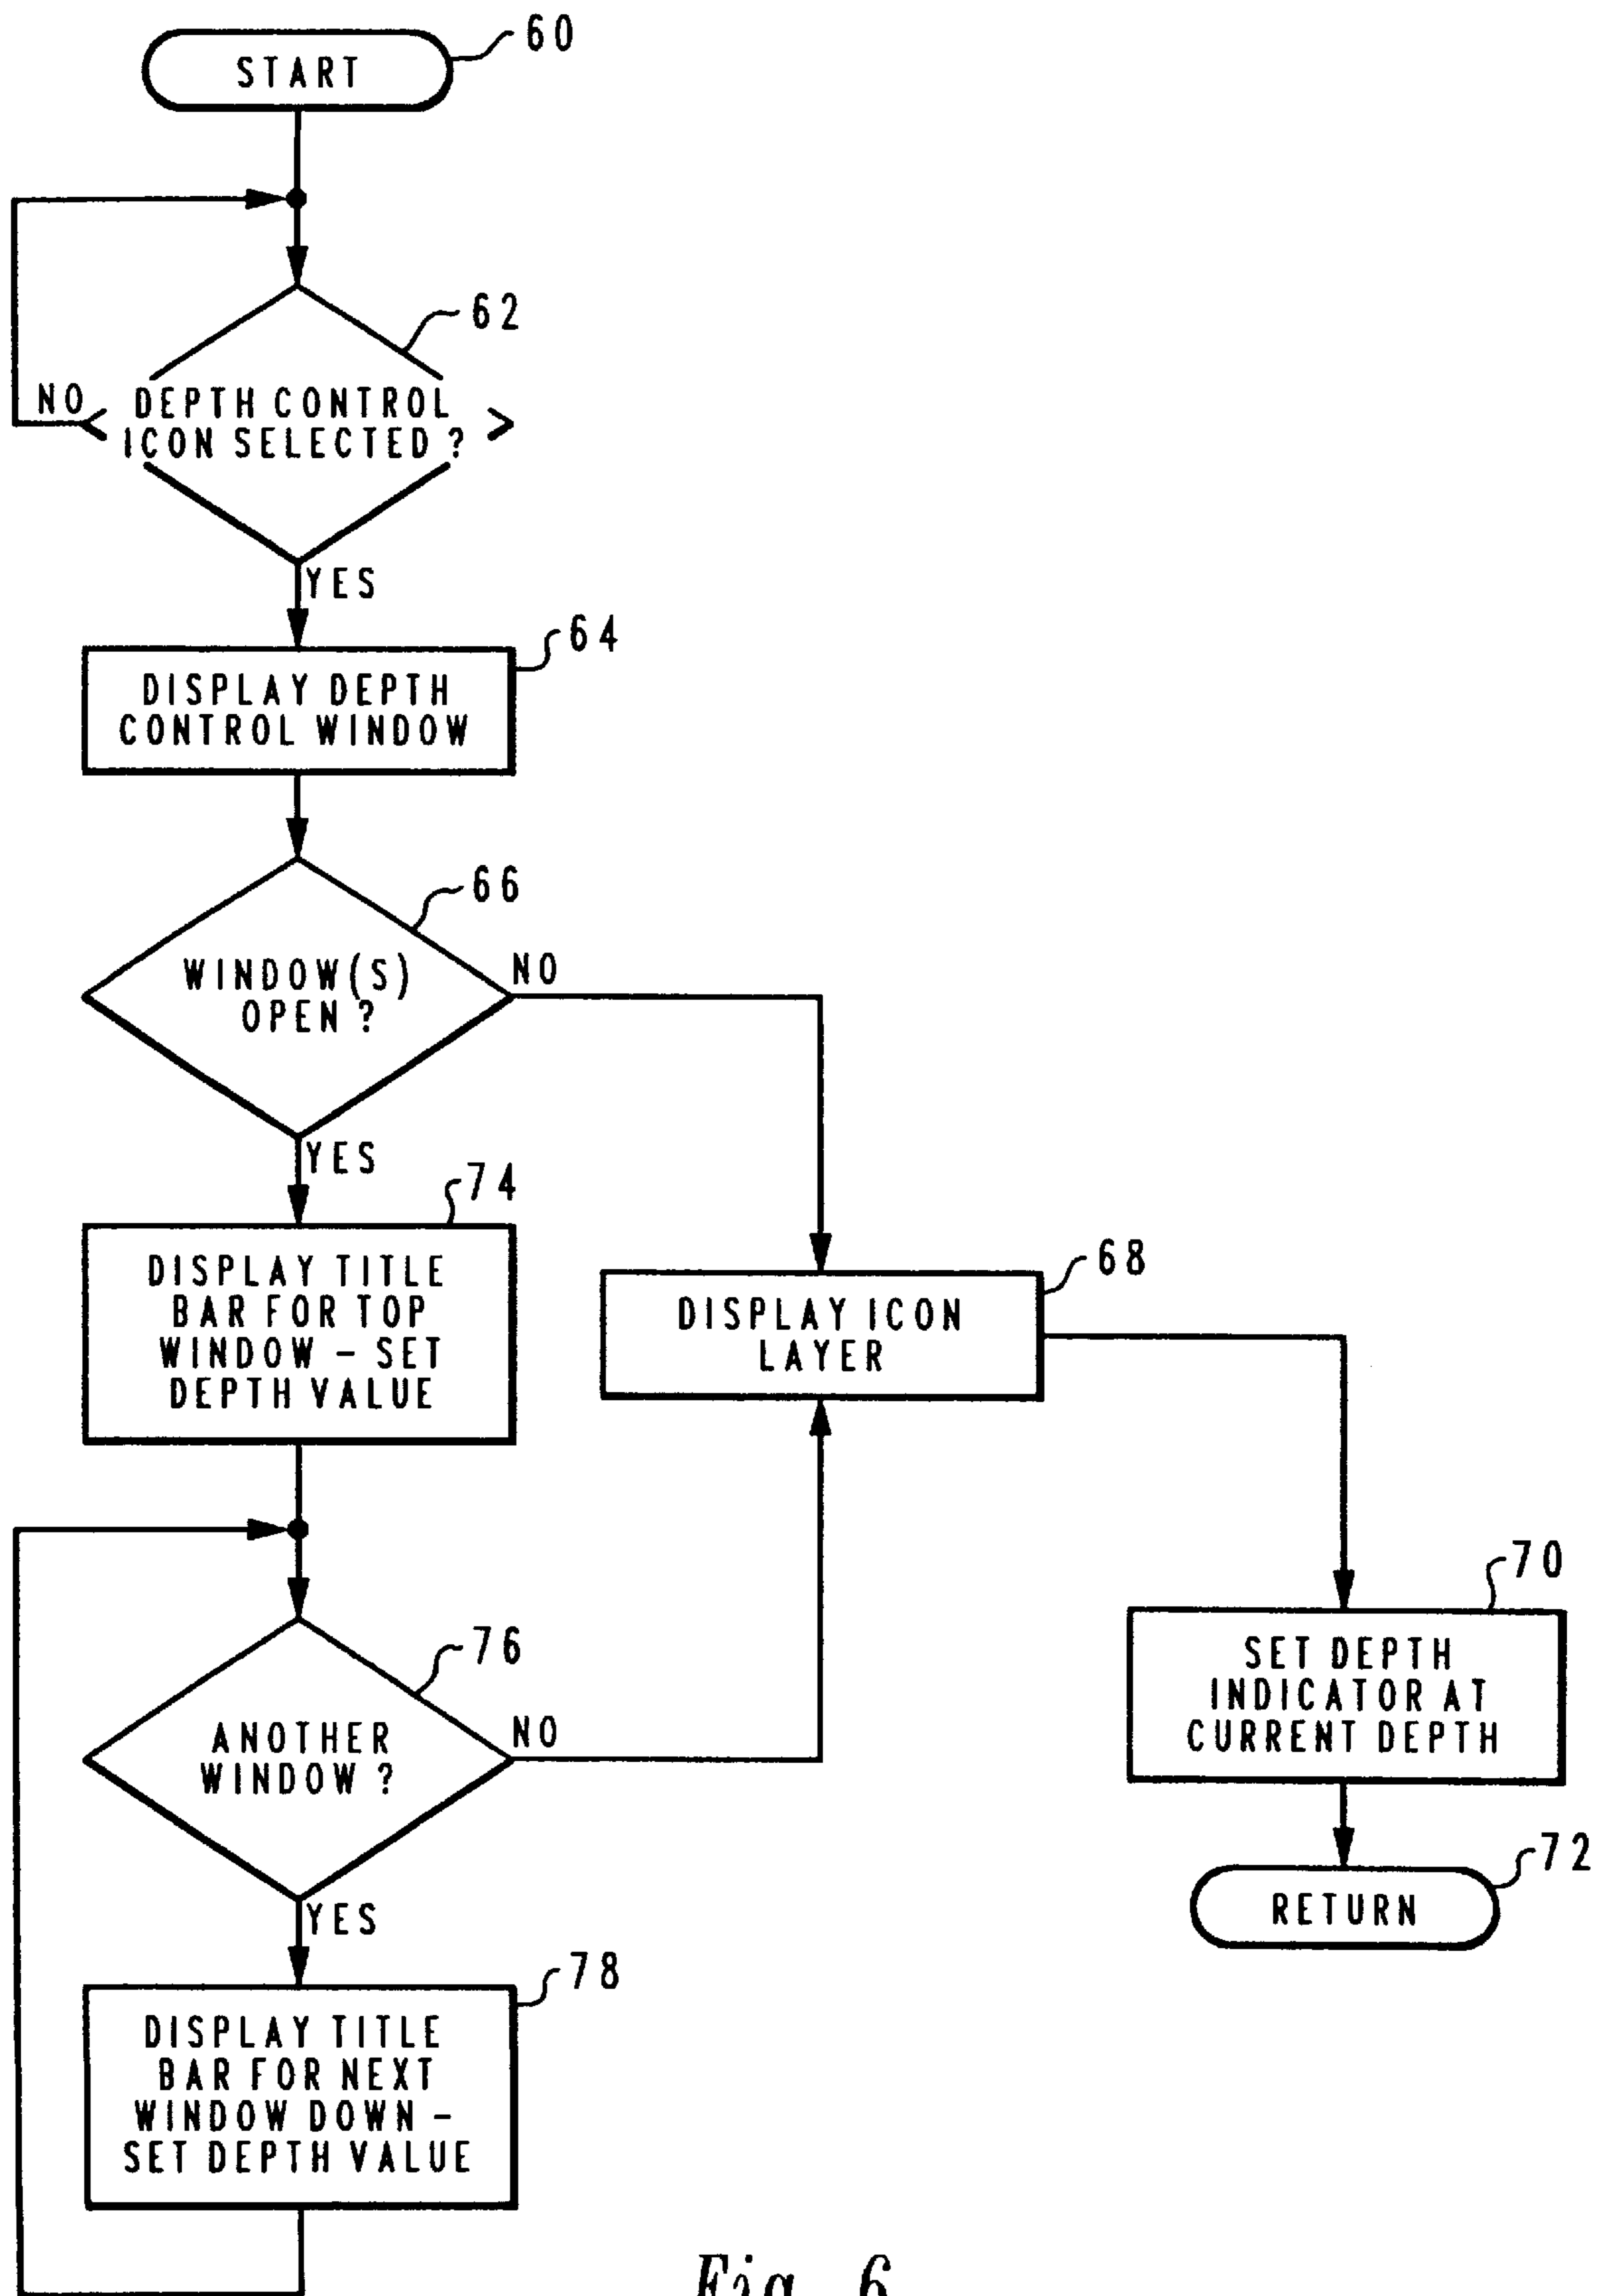 START
60
62
DEPTH CONTROL
ICON SELECTED ?
NO
YES
64
DISPLAY DEPTH
CONTROL WINDOW
66
WINDOW(S)
OPEN ?
NO
YES
74
DISPLAY TITLE
BAR FOR TOP
WINDOW - SET
DEPTH VALUE
68
DISPLAY ICON
LAYER
76
ANOTHER
WINDOW ?
NO
YES
70
SET DEPTH
INDICATOR AT
CURRENT DEPTH
72
RETURN
78
DISPLAY TITLE
BAR FOR NEXT
WINDOW DOWN -
SET DEPTH VALUE
Fig. 6